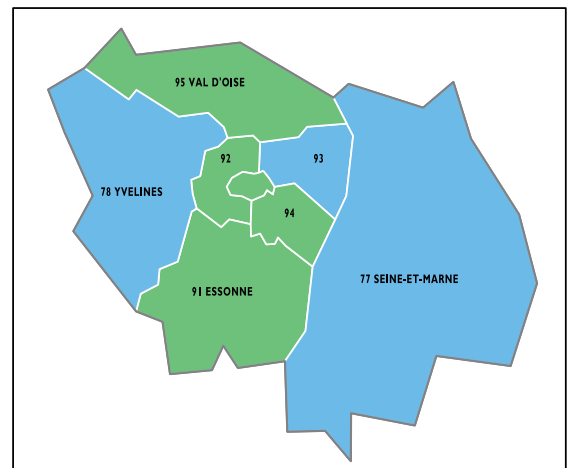 95 VAL D'OISE
92
93
78 YVELINES
94
77 SEINE-ET-MARNE
91 ESSONNE